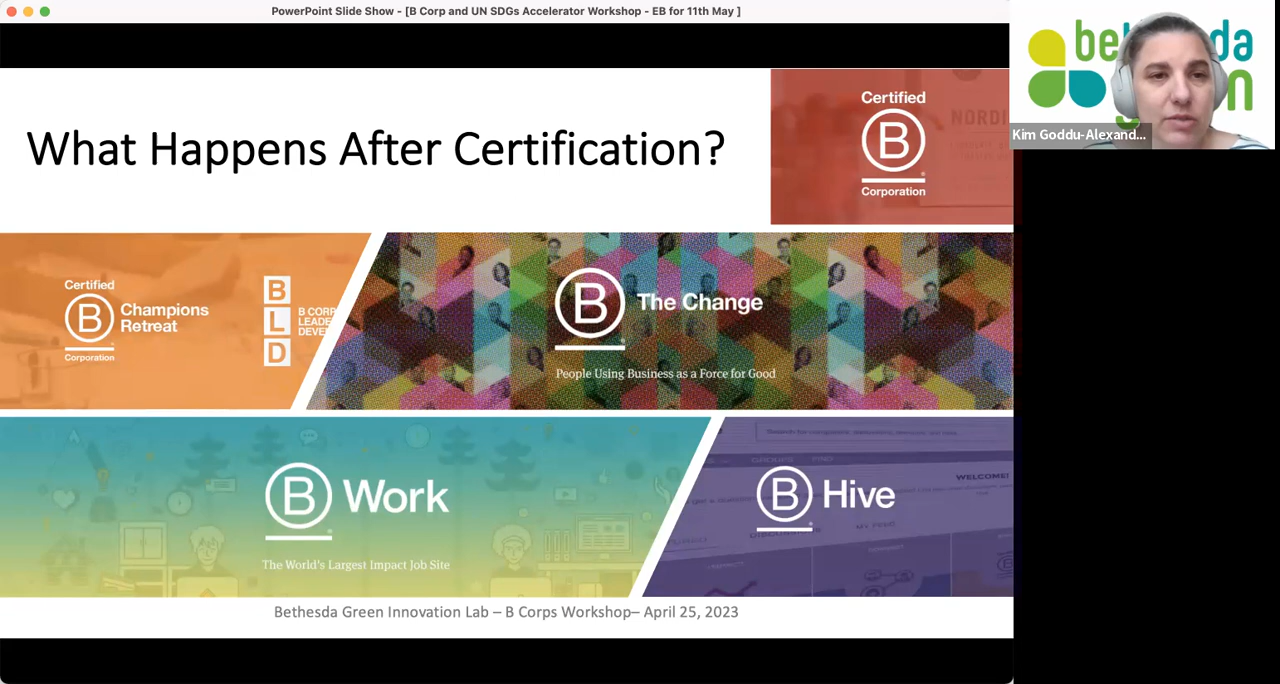 PowerPoint Slide Show - [B Corp and UN SDGs Accelerator Workshop - EB for 11th May ]
What Happens After Certification?
Certified
B
Corporation
Kim Goddu-Alexand...
Certified
B
Champions
Retreat
Corporation
B
L
D
B CORP
B
The Change
People Using Business as a Force for Good
B
Work
The World's Largest Impact Job Site
B
Hive
WELCOME!
Bethesda Green Innovation Lab – B Corps Workshop– April 25, 2023